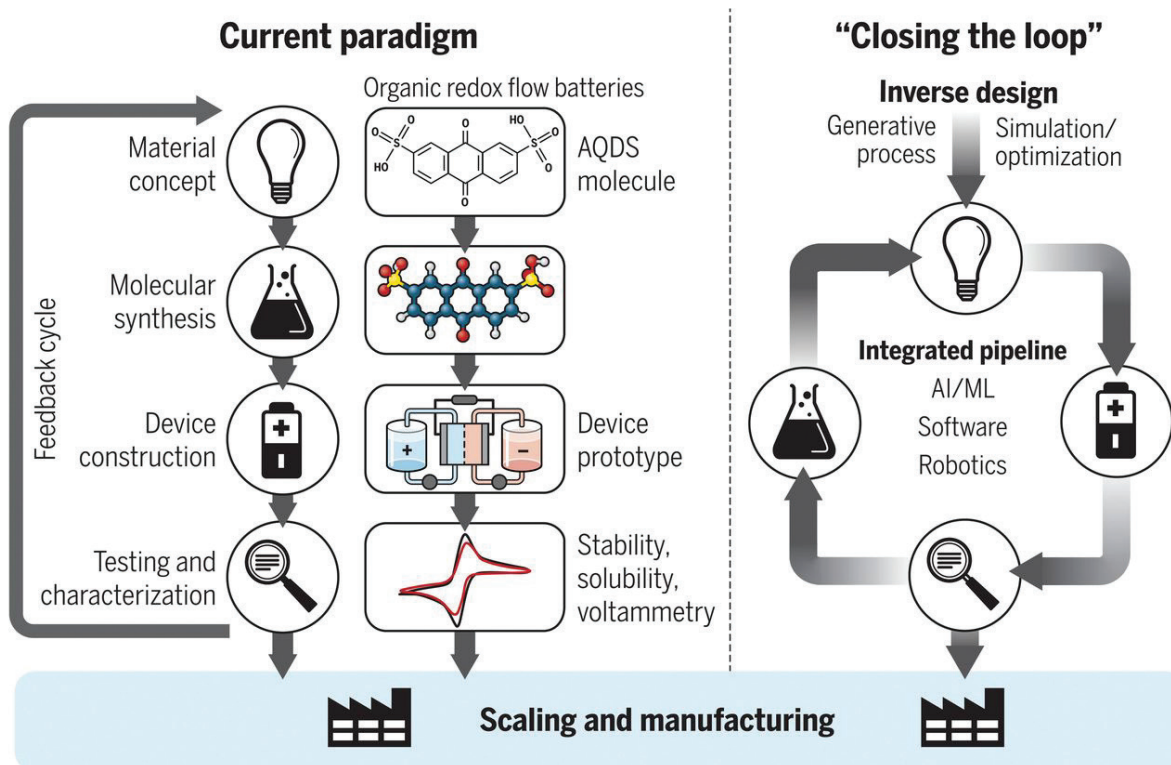 Current paradigm
Organic redox flow batteries
Feedback cycle
Material
concept
HO
O
S
O
O
O
HO
O
S
O
AQDS
molecule
Molecular
synthesis
Device
construction
+
-
+
−
Device
prototype
Testing and
characterization
Stability,
solubility,
voltammetry
“Closing the loop”
Inverse design
Generative
process
Simulation/
optimization
Integrated pipeline
AI/ML
Software
Robotics
+
-
Scaling and manufacturing